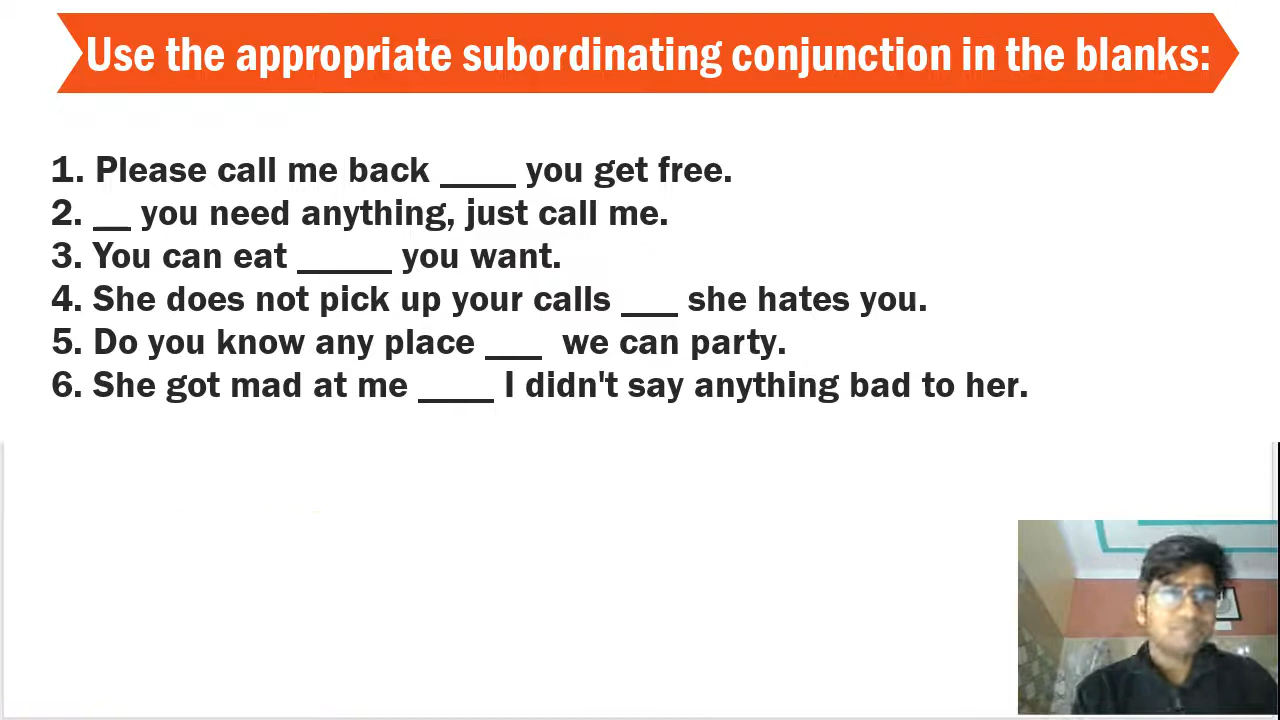 Use the appropriate subordinating conjunction in the blanks:
1. Please call me back ____ you get free.
2. __ you need anything, just call me.
3. You can eat _____ you want.
4. She does not pick up your calls ___ she hates you.
5. Do you know any place ___ we can party.
6. She got mad at me ____ I didn't say anything bad to her.